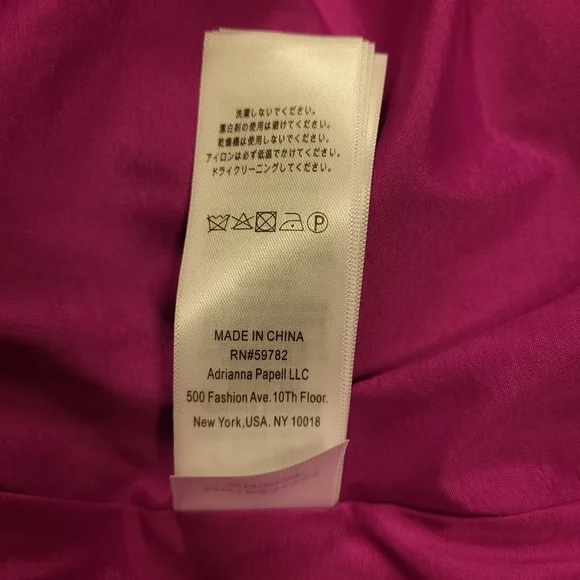 洗濯しないでください。
漂白剤の使用は避けてください。
乾燥機は使用しないでください。
アイロンは必ず低温でかけてください。
ドライクリーニングしてください。
P
MADE IN CHINA
RN#59782
Adrianna Papell LLC
500 Fashion Ave. 10Th Floor.
New York,USA. NY 10018